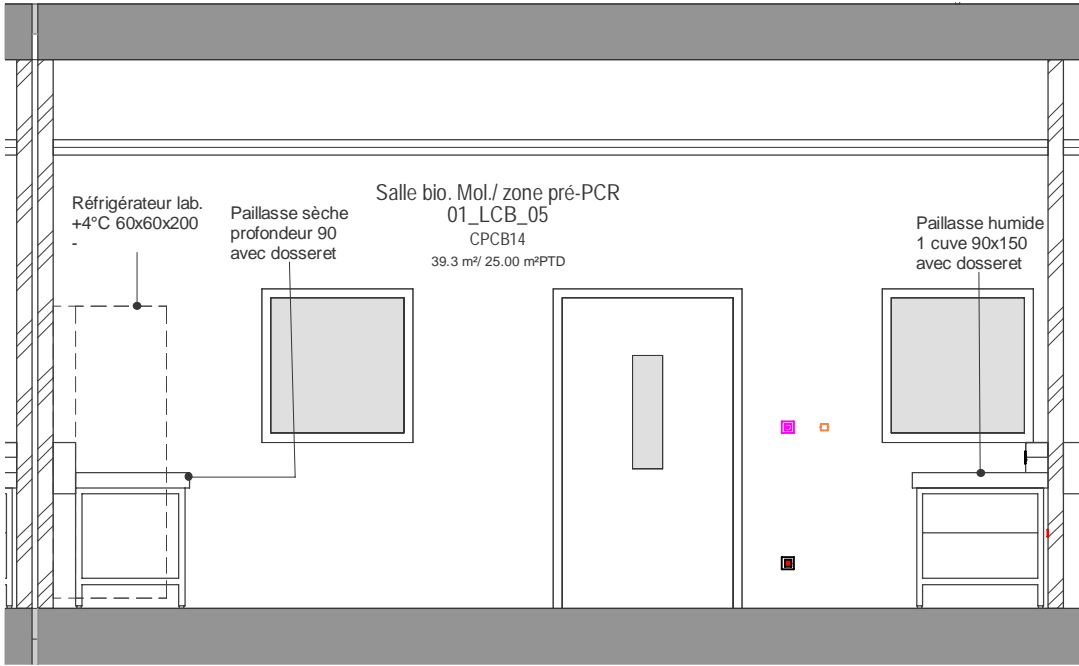 Réfrigérateur lab.
+4°C 60x60x200
-
Paillasse sèche
profondeur 90
avec dosseret
Salle bio. Mol./ zone pré-PCR
01_LCB_05
CPCB14
39.3 m²/ 25.00 m²PTD
Paillasse humide
1 cuve 90x150
avec dosseret